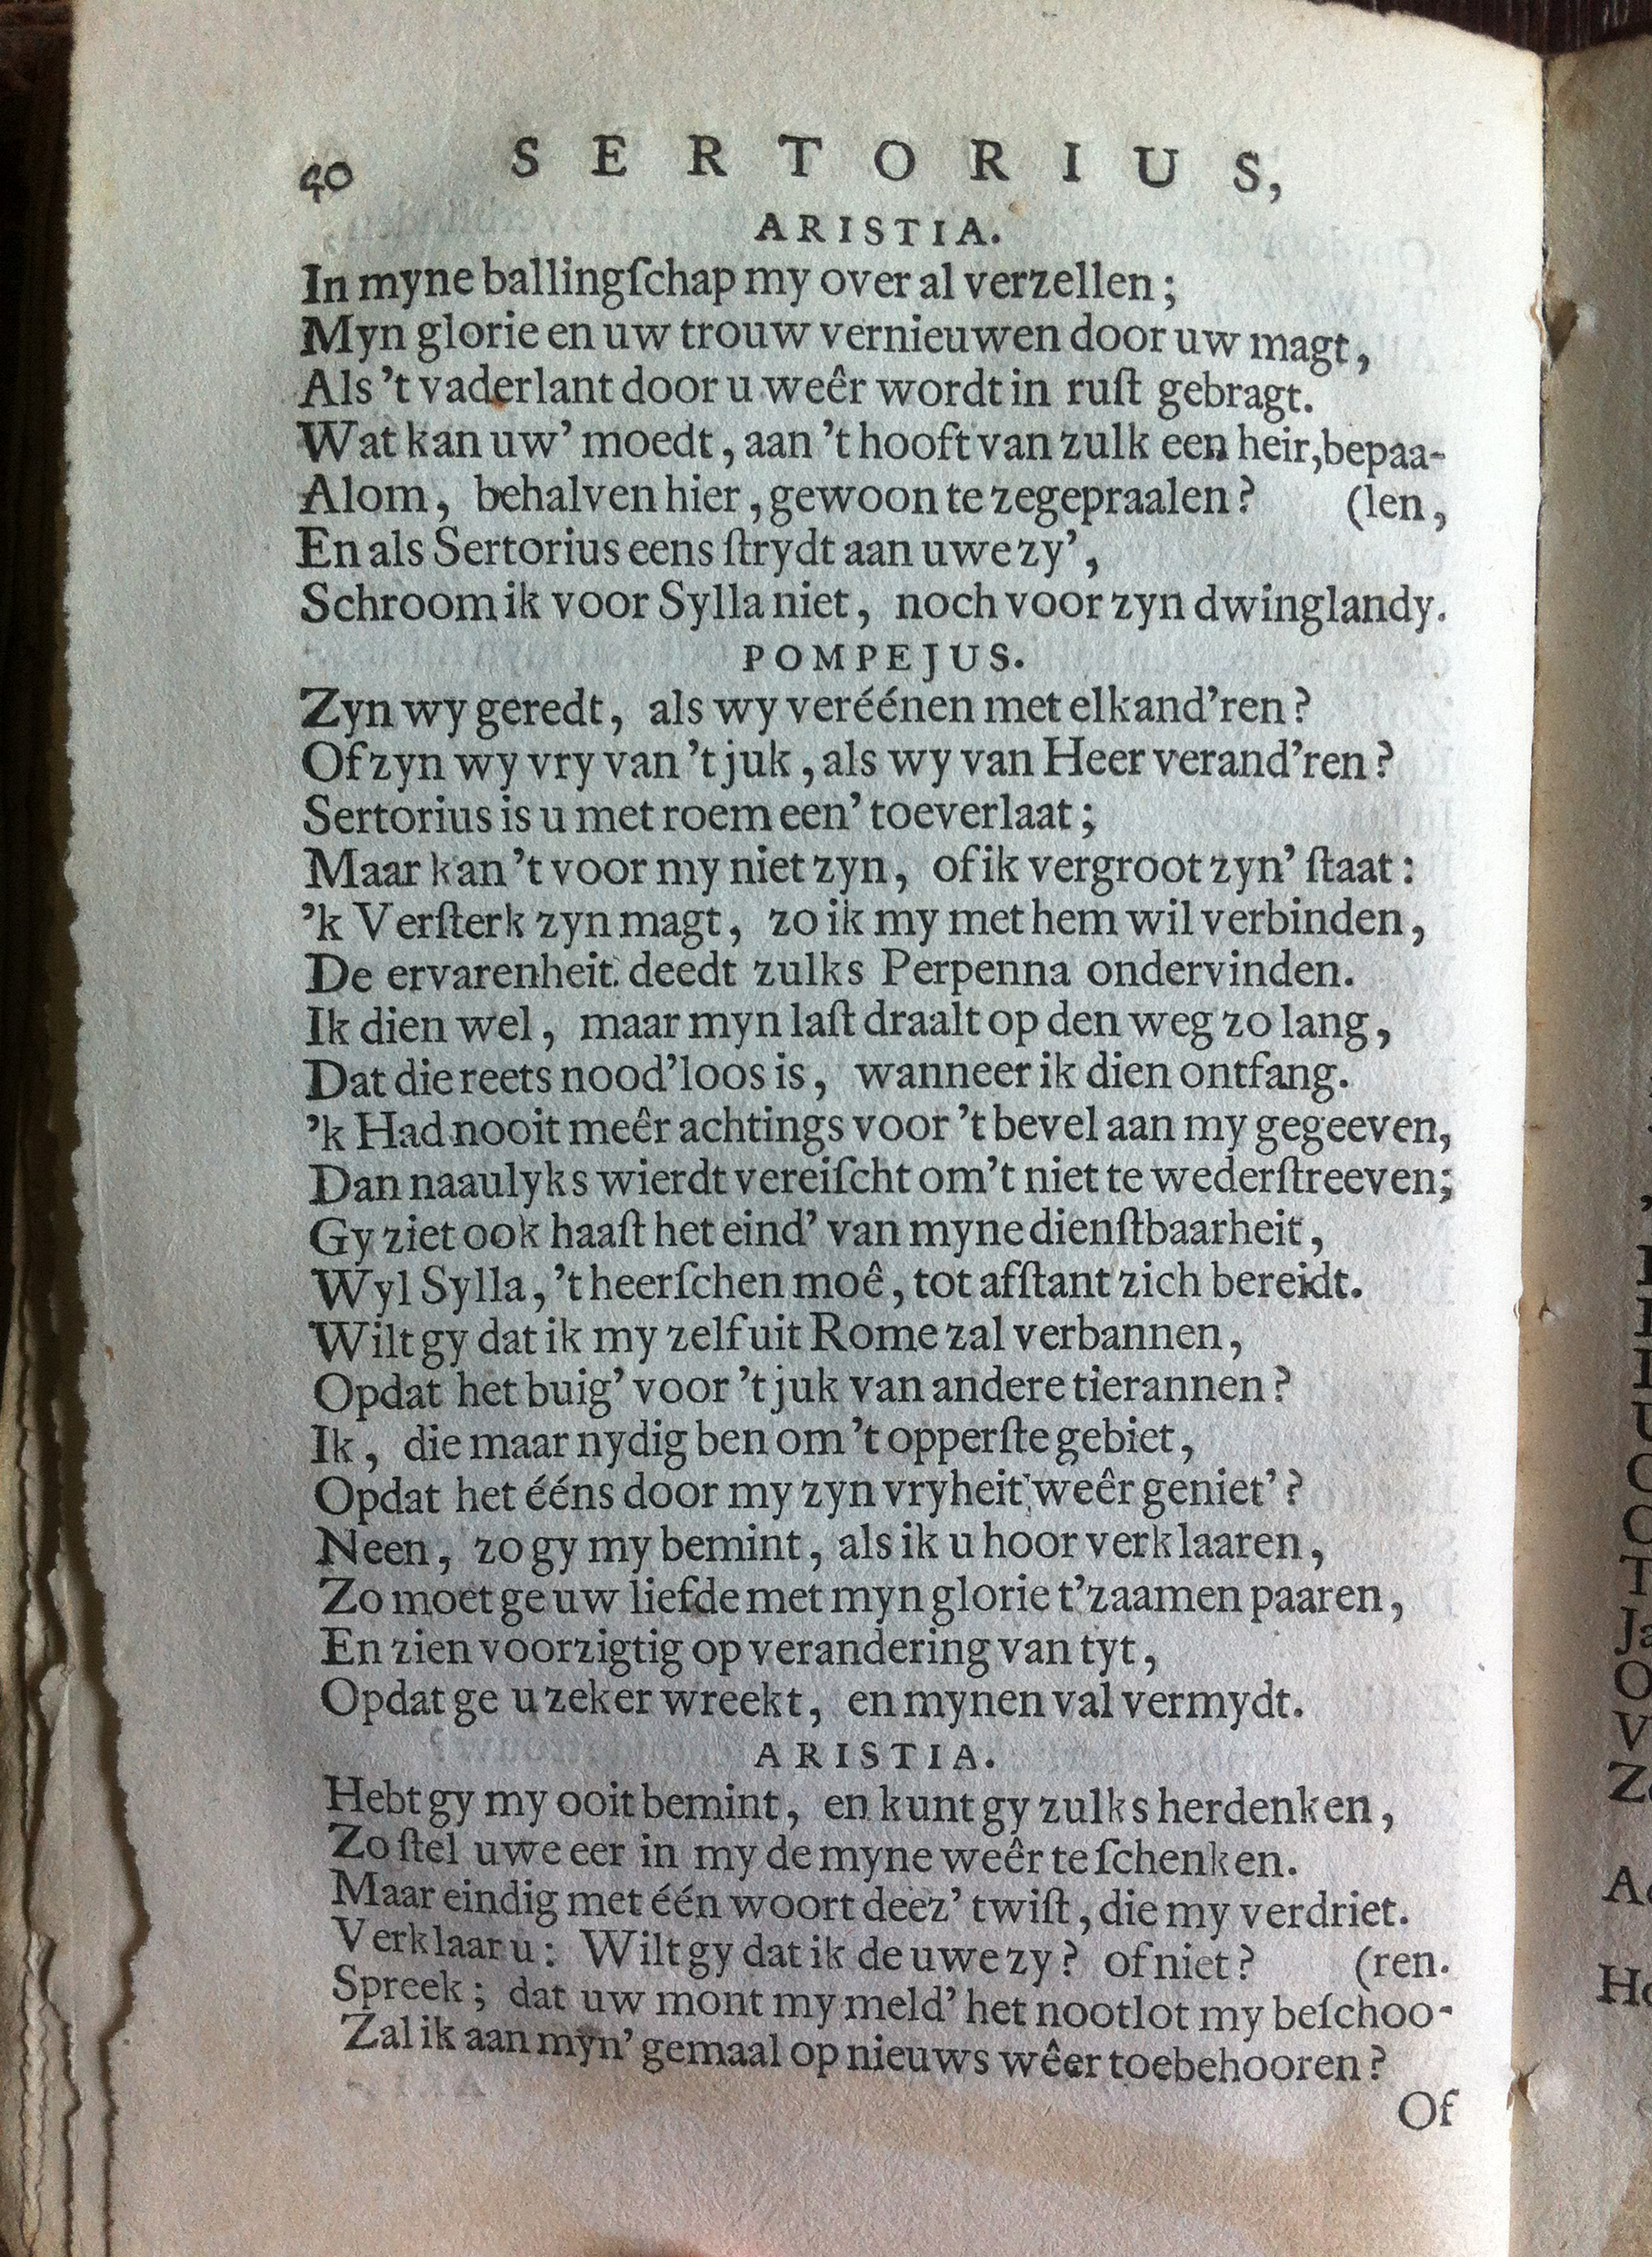 40 SERTORIUS,
ARISTIA.
In myne ballingſchap my over al verzellen;
Myn glorie en uw trouw vernieuwen door uw magt,
Als 't vaderlant door u weêr wordt in ruſt gebragt.
Wat kan uw' moedt, aan 't hooft van zulk een heir, bepaa-
Alom, behalven hier, gewoon te zegepraalen? (len,
En als Sertorius eens ſtrydt aan uwe zy',
Schroom ik voor Sylla niet, noch voor zyn dwinglandy.
POMPEJUS.
Zyn wy geredt, als wy veréénen met elkand'ren?
Of zyn wy vry van 't juk, als wy van Heer verand'ren?
Sertorius is u met roem een' toeverlaat;
Maar kan 't voor my niet zyn, of ik vergroot zyn' ſtaat:
'k Verſterk zyn magt, zo ik my met hem wil verbinden,
De ervarenheit deedt zulks Perpenna ondervinden.
Ik dien wel, maar myn laſt draalt op den weg zo lang,
Dat die reets nood'loos is, wanneer ik dien ontfang.
'k Had nooit meêr achtings voor 't bevel aan my gegeeven,
Dan naaulyks wierdt vereiſcht om 't niet te wederſtreeven;
Gy ziet ook haaſt het eind' van myne dienſtbaarheit,
Wyl Sylla, 't heerſchen moê, tot afſtant zich bereidt.
Wilt gy dat ik my zelf uit Rome zal verbannen,
Opdat het buig' voor 't juk van andere tierannen?
Ik, die maar nydig ben om 't opperſte gebiet,
Opdat het ééns door my zyn vryheit weêr geniet'?
Neen, zo gy my bemint, als ik u hoor verklaaren,
Zo moet ge uw liefde met myn glorie t'zaamen paaren,
En zien voorzigtig op verandering van tyt,
Opdat ge u zeker wreekt, en mynen val vermydt.
ARISTIA.
Hebt gy my ooit bemint, en kunt gy zulks herdenken,
Zo ſtel uwe eer in my de myne weêr te ſchenken.
Maar eindig met één woort deez' twiſt, die my verdriet.
Verklaar u: Wilt gy dat ik de uwe zy? of niet? (ren.
Spreek; dat uw mont my meld' het nootlot my beſchoo-
Zal ik aan myn' gemaal op nieuws wêer toebehooren?
Of